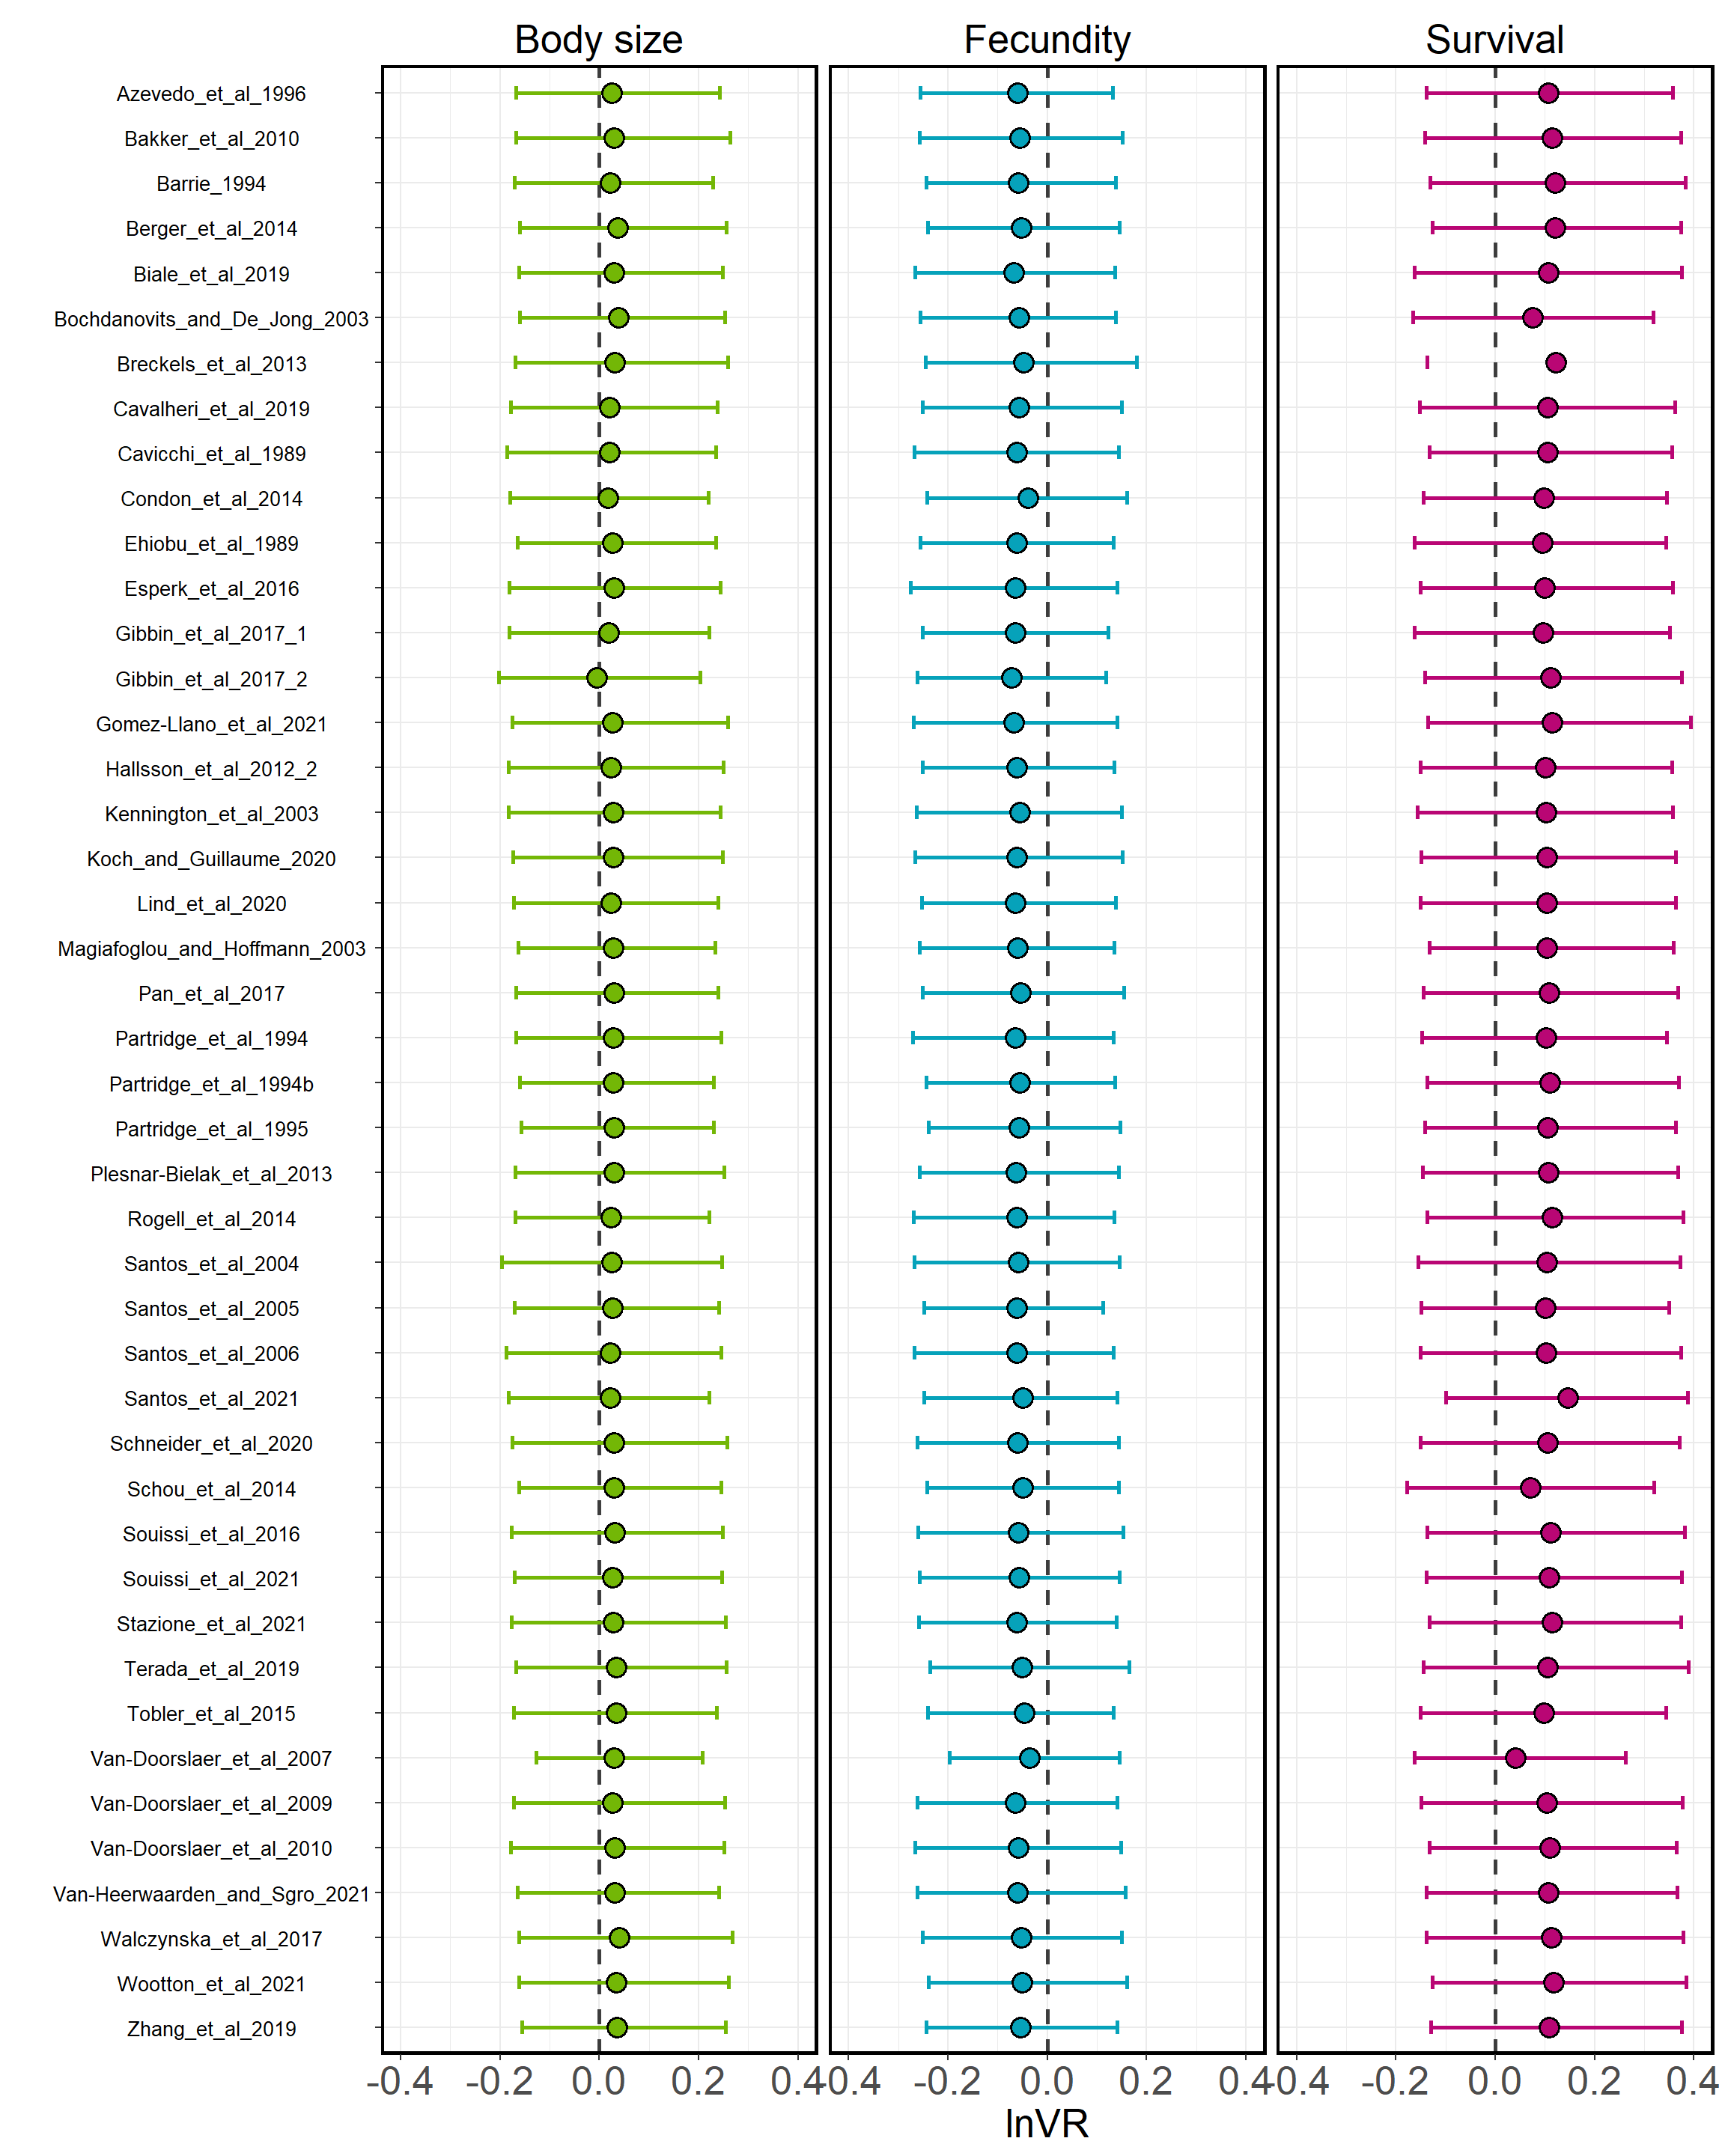 Body size Fecundity Survival
Azevedo_et_al_1996
Bakker_et_al_2010
Barrie_1994
Berger_et_al_2014
Biale_et_al_2019
Bochdanovits_and_De_Jong_2003
Breckels_et_al_2013
Cavalheri_et_al_2019
Cavicchi_et_al_1989
Condon_et_al_2014
Ehiobu_et_al_1989
Esperk_et_al_2016
Gibbin_et_al_2017_1
Gibbin_et_al_2017_2
Gomez-Llano_et_al_2021
Hallsson_et_al_2012_2
Kennington_et_al_2003
Koch_and_Guillaume_2020
Lind_et_al_2020
Magiafoglou_and_Hoffmann_2003
Pan_et_al_2017
Partridge_et_al_1994
Partridge_et_al_1994b
Partridge_et_al_1995
Plesnar-Bielak_et_al_2013
Rogell_et_al_2014
Santos_et_al_2004
Santos_et_al_2005
Santos_et_al_2006
Santos_et_al_2021
Schneider_et_al_2020
Schou_et_al_2014
Souissi_et_al_2016
Souissi_et_al_2021
Stazione_et_al_2021
Terada_et_al_2019
Tobler_et_al_2015
Van-Doorslaer_et_al_2007
Van-Doorslaer_et_al_2009
Van-Doorslaer_et_al_2010
Van-Heerwaarden_and_Sgro_2021
Walczynska_et_al_2017
Wootton_et_al_2021
Zhang_et_al_2019
-0.4 -0.2 0.0 0.2 0.4 -0.4 -0.2 0.0 0.2 0.4 -0.4 -0.2 0.0 0.2 0.4
lnVR